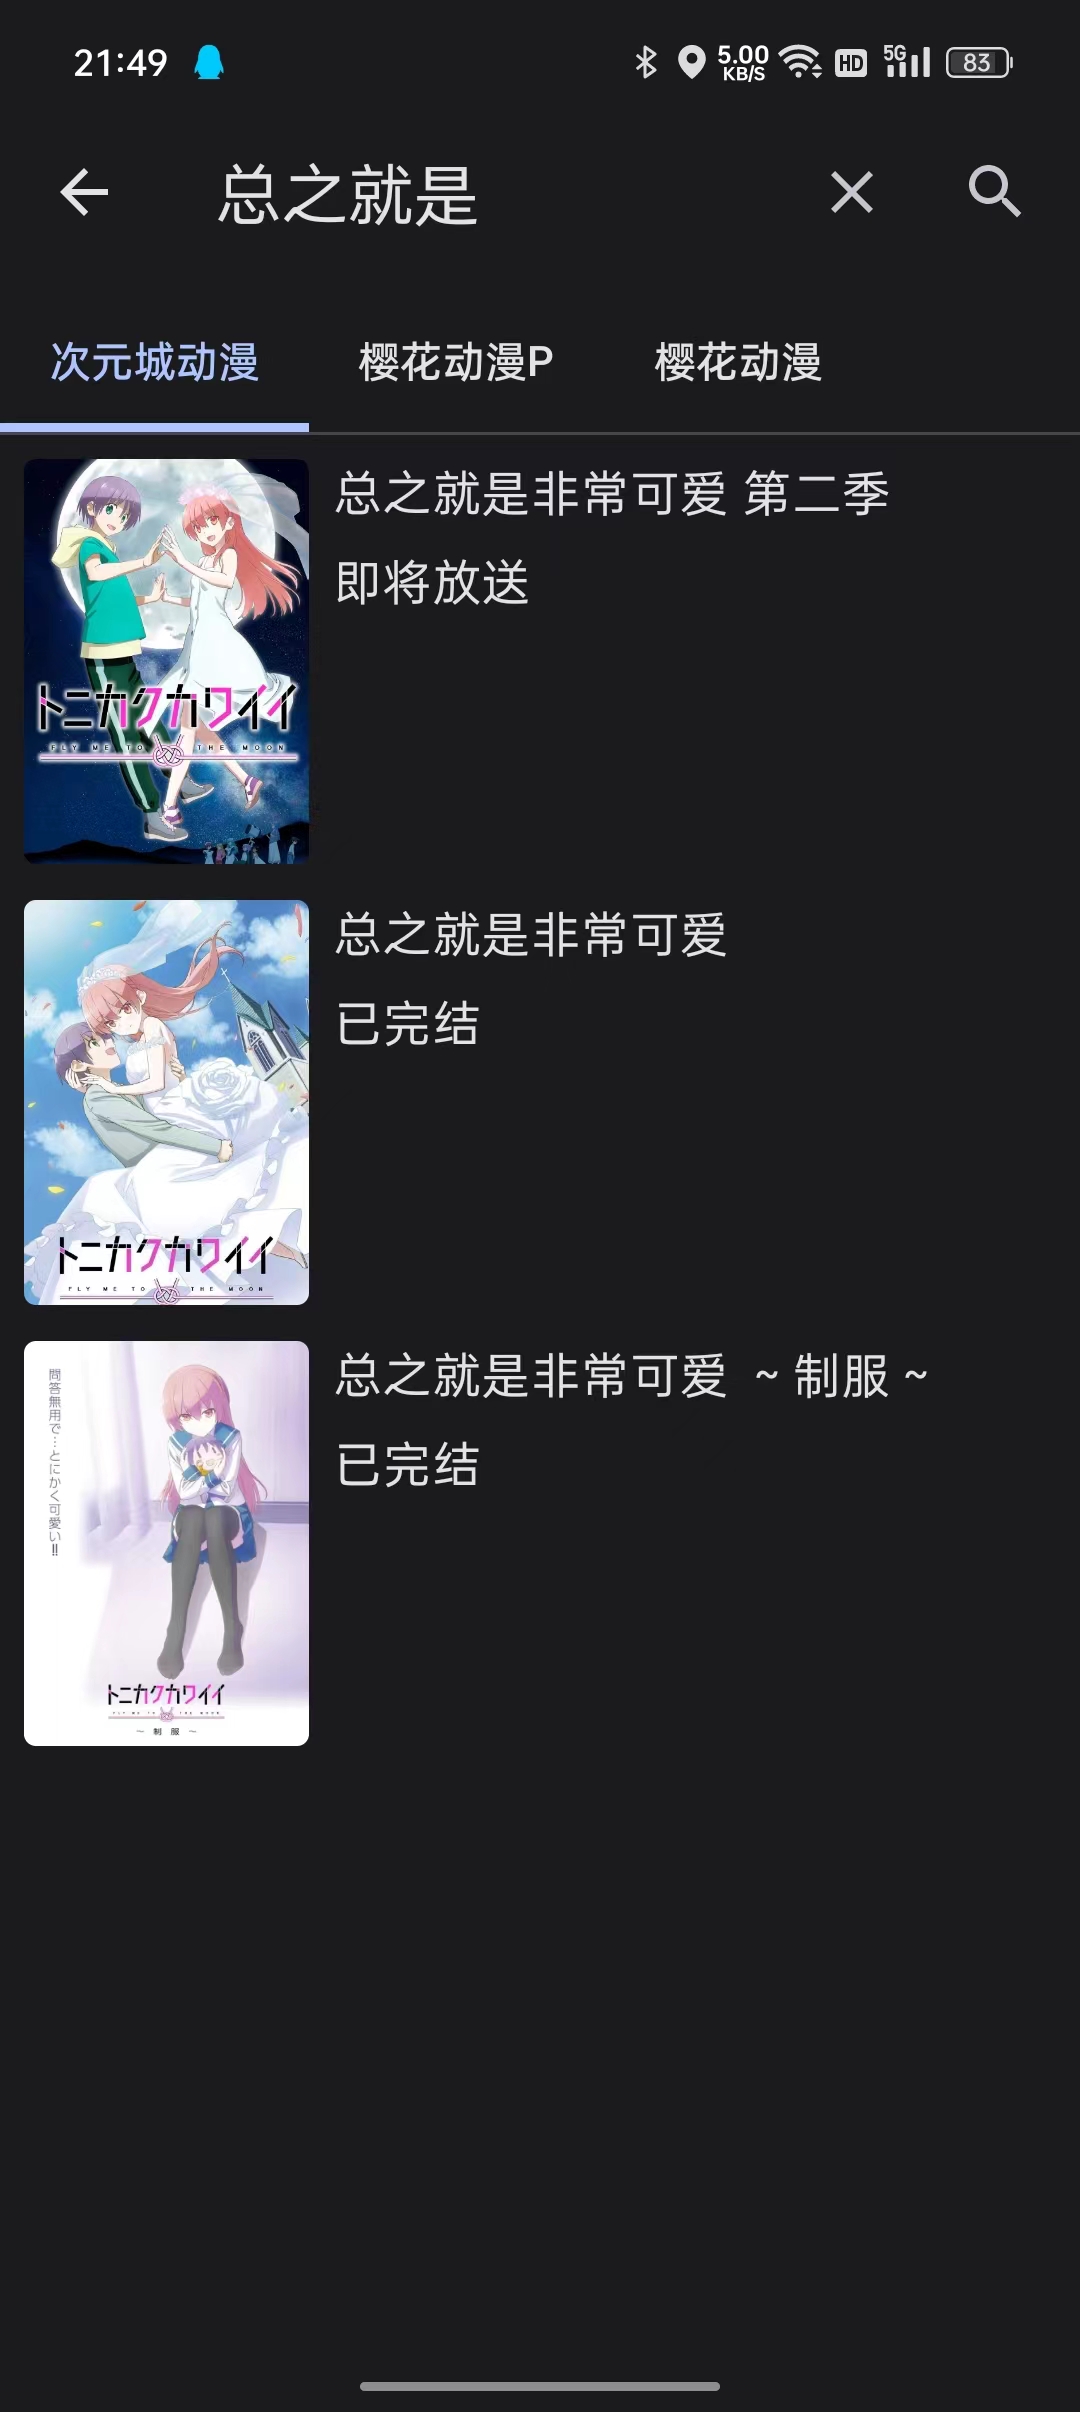 21:49
5.00
KB/S
HD
5G
83
总之就是
次元城动漫
樱花动漫P
樱花动漫
总之就是非常可爱 第二季
即将放送
トニカクカワイイ
FLY ME TO THE MOON
总之就是非常可爱
已完结
トニカクカワイイ
FLY ME TO THE MOON
总之就是非常可爱 ~ 制服 ~
已完结
問答無用で…とにかく可愛い!!
トニカクカワイイ
FLY ME TO THE MOON
~ 制服 ~